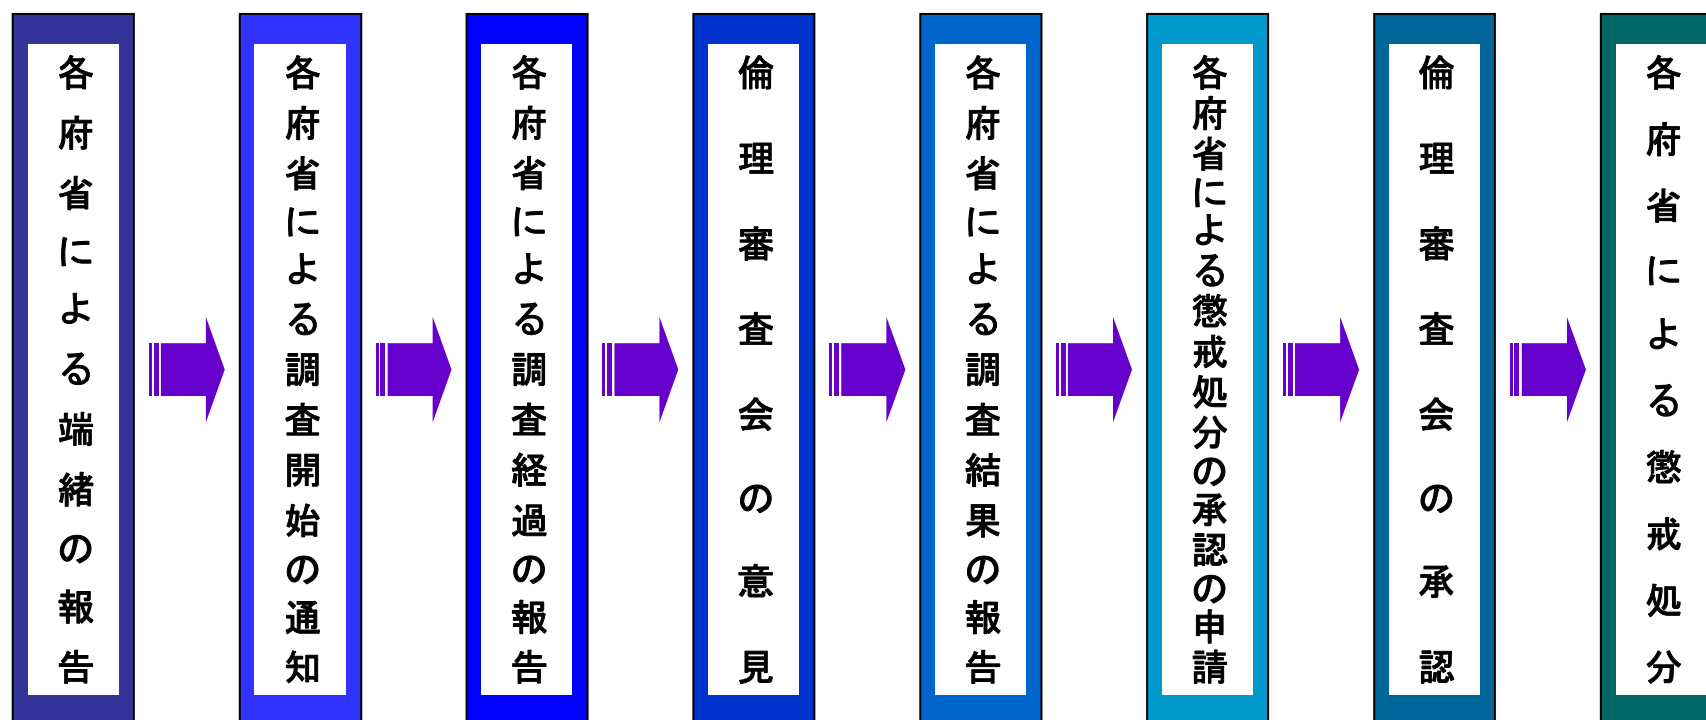 各府省による端緒の報告
各府省による調査開始の通知
各府省による調査経過の報告
倫理審査会の意見
各府省による調査結果の報告
各府省による懲戒処分の承認の申請
倫理審査会の承認
各府省による懲戒処分